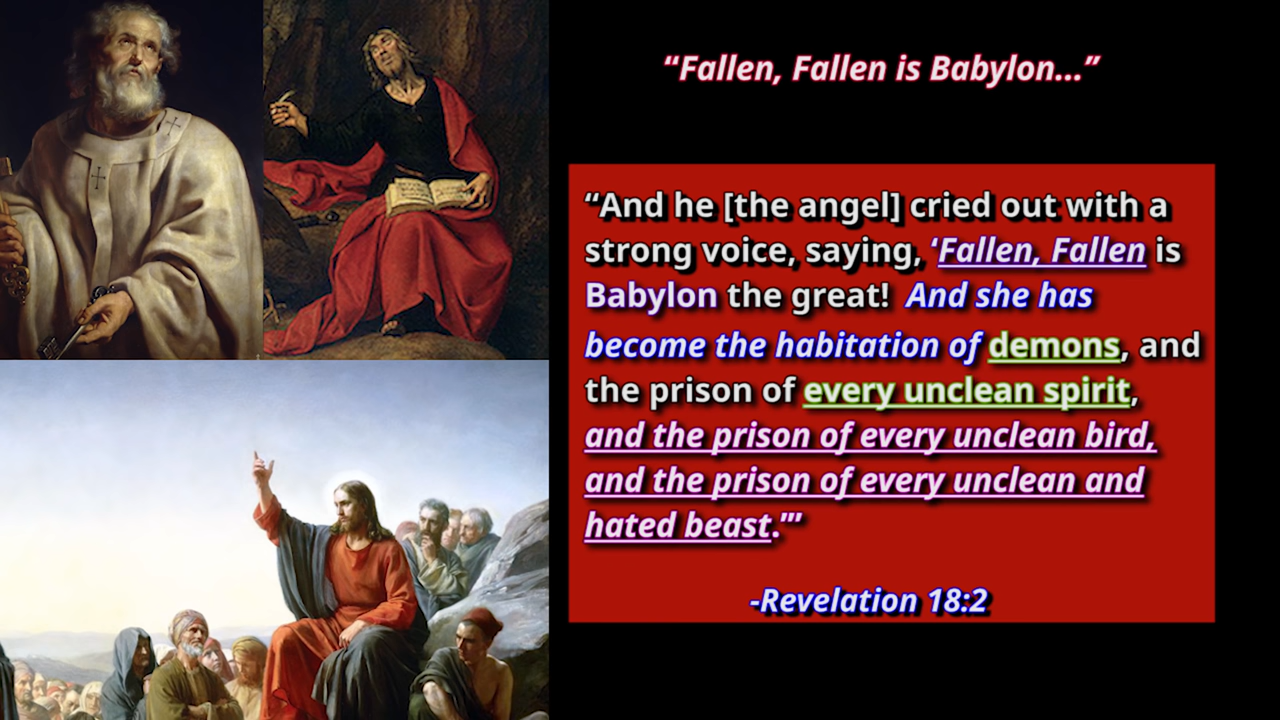 “Fallen, Fallen is Babylon...”
“And he [the angel] cried out with a
strong voice, saying, ‘Fallen, Fallen is
Babylon the great!  And she has
become the habitation of demons, and
the prison of every unclean spirit,
and the prison of every unclean bird,
and the prison of every unclean and
hated beast.’”
-Revelation 18:2